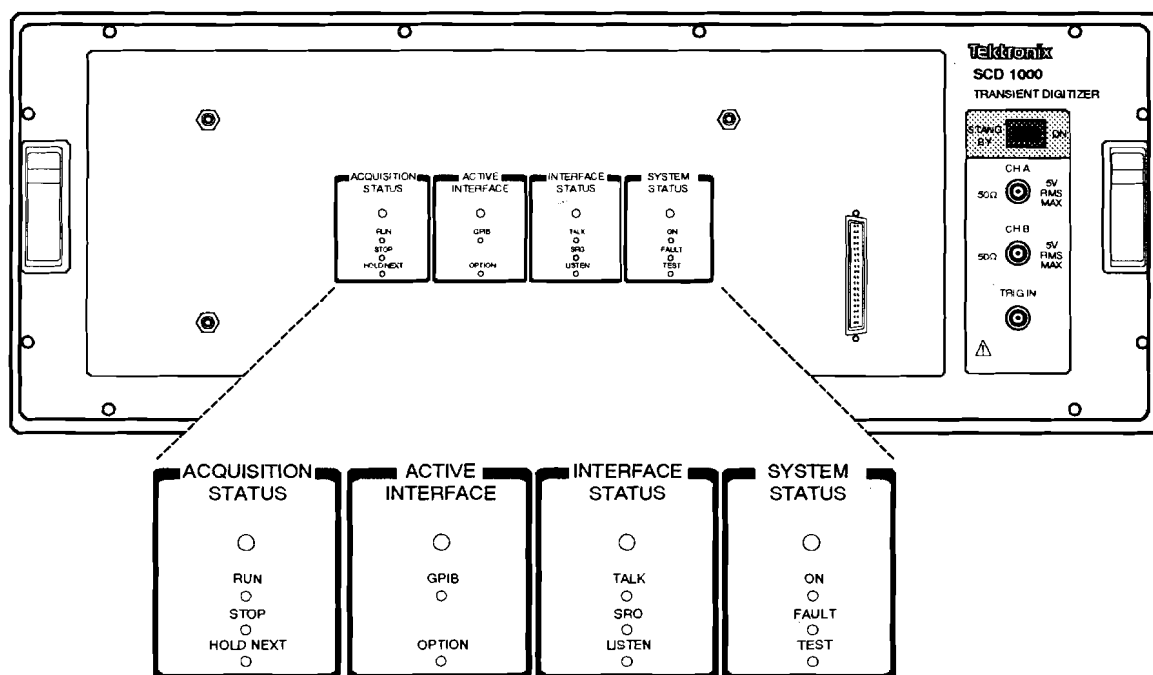 Tektronix
SCD 1000
TRANSIENT DIGITIZER
STAND BY
ON
CH A
50Ω
5V
RMS
MAX
CH B
50Ω
5V
RMS
MAX
TRIG IN
ACQUISITION
STATUS
RUN
STOP
HOLD NEXT
ACTIVE
INTERFACE
GPIB
OPTION
INTERFACE
STATUS
TALK
SRQ
LISTEN
SYSTEM
STATUS
ON
FAULT
TEST
ACQUISITION
STATUS
RUN
STOP
HOLD NEXT
ACTIVE
INTERFACE
GPIB
OPTION
INTERFACE
STATUS
TALK
SRQ
LISTEN
SYSTEM
STATUS
ON
FAULT
TEST